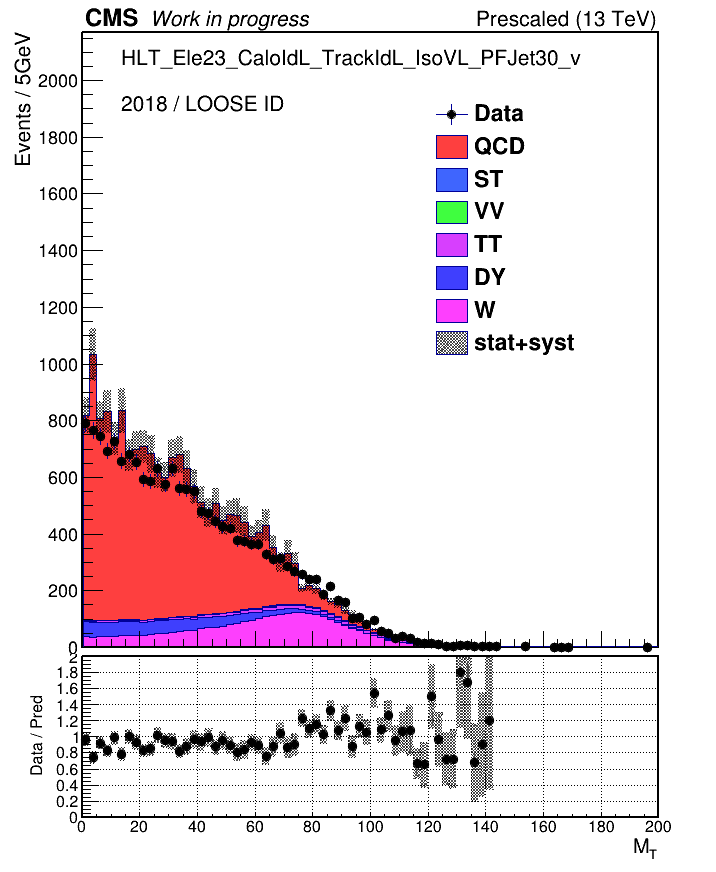 CMS Work in progress Prescaled (13 TeV)
HLT_Ele23_CaloIdL_TrackIdL_IsoVL_PFJet30_v
2018 / LOOSE ID
Events / 5GeV
2000
1800
1600
1400
1200
1000
800
600
400
200
0
Data
QCD
ST
VV
TT
DY
W
stat+syst
Data / Pred
2
1.8
1.6
1.4
1.2
1
0.8
0.6
0.4
0.2
0
0 20 40 60 80 100 120 140 160 180 200
M_T